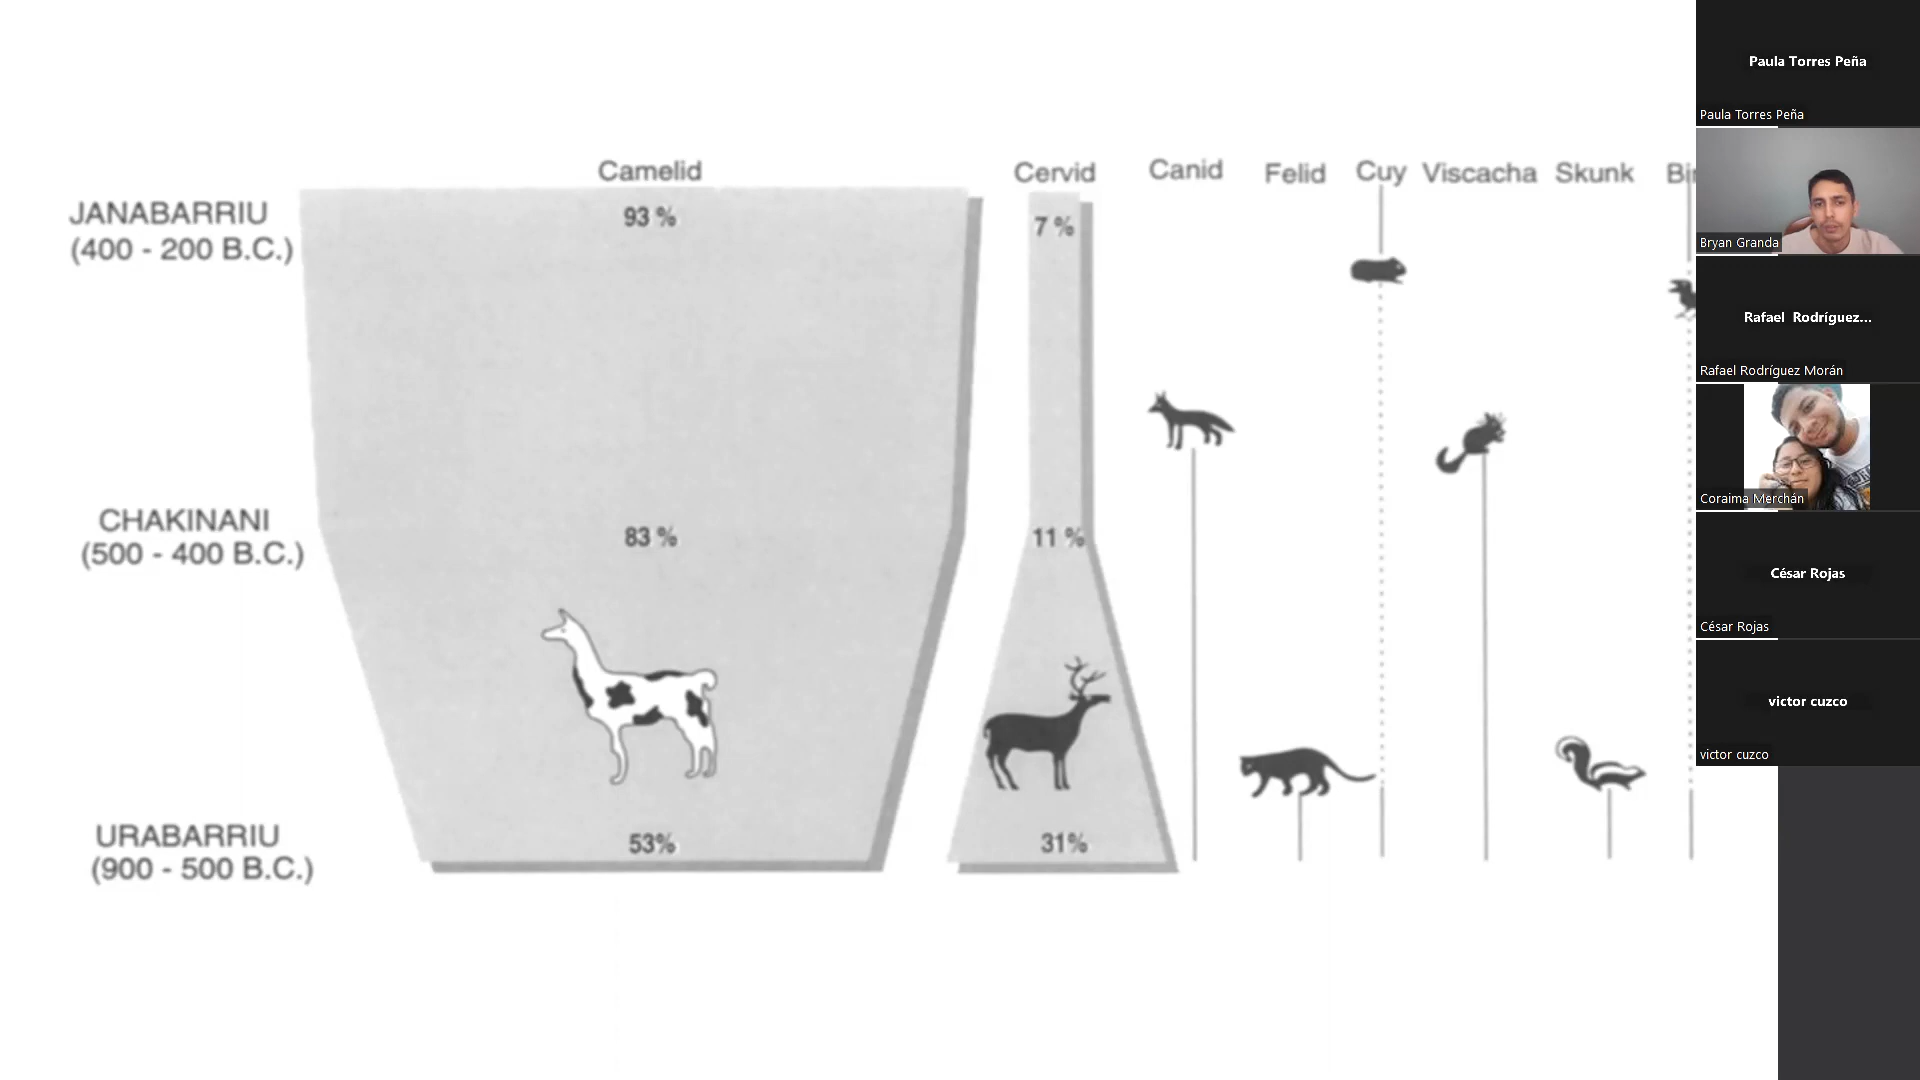 Camelid
Cervid
Canid
Felid
Cuy
Viscacha
Skunk
JANABARRIU
(400 - 200 B.C.)
93 %
7 %
CHAKINANI
(500 - 400 B.C.)
83 %
11 %
URABARRIU
(900 - 500 B.C.)
53%
31%
Paula Torres Peña
Paula Torres Peña
Bryan Granda
Rafael Rodríguez...
Rafael Rodríguez Morán
Coraima Merchán
César Rojas
César Rojas
victor cuzco
victor cuzco